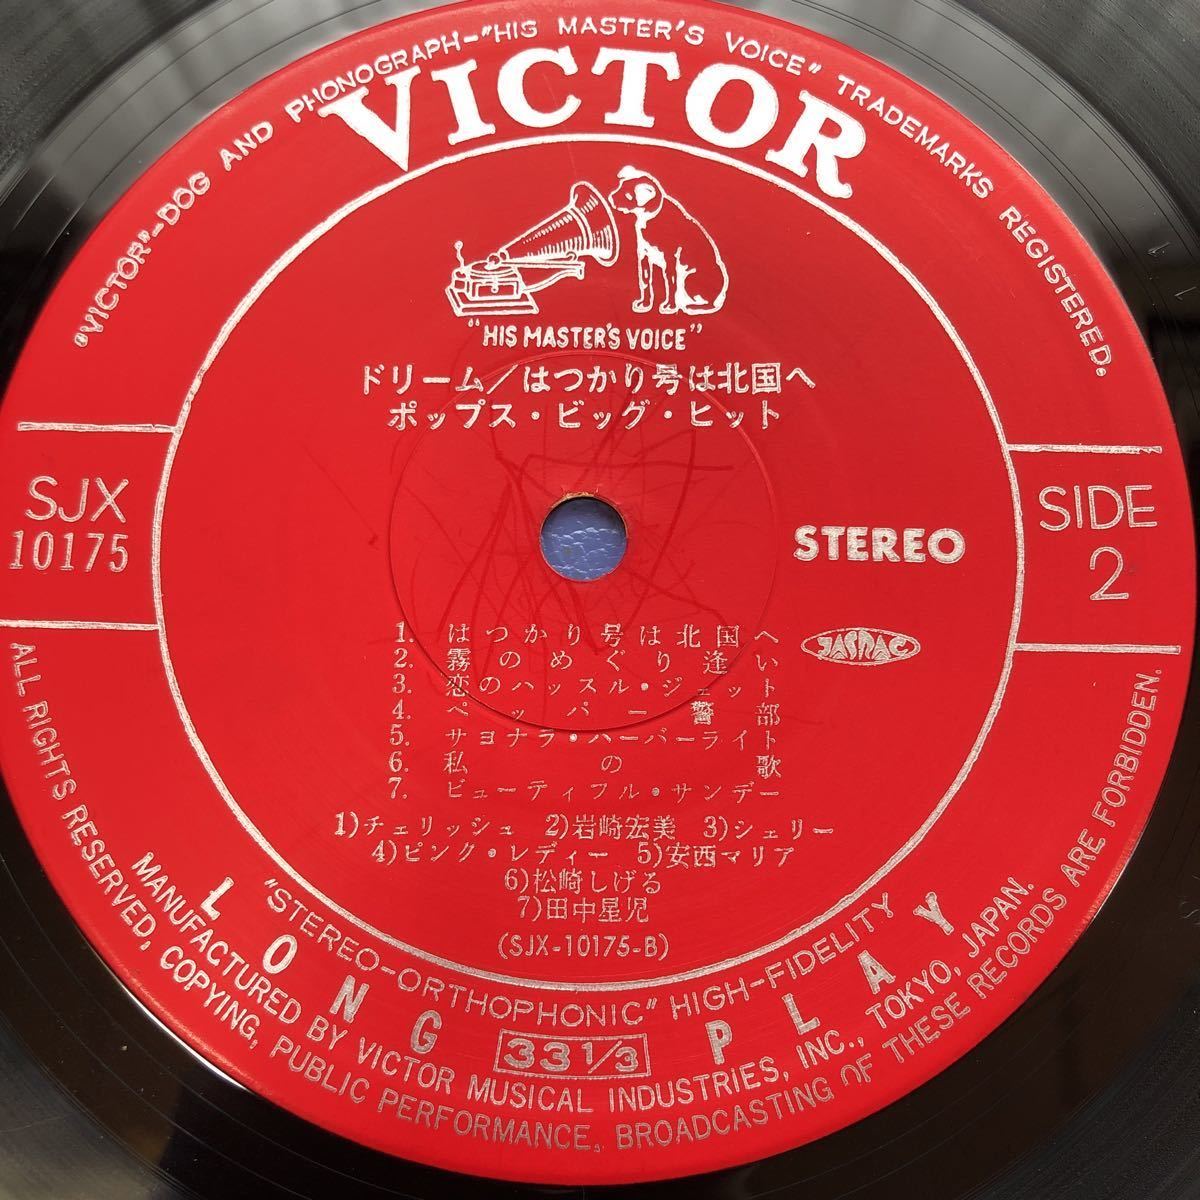 "VICTOR"-DOG AND PHONOGRAPH-"HIS MASTER'S VOICE" TRADEMARKS REGISTERED.
VICTOR
"HIS MASTER'S VOICE"
ドリーム/はつかり号は北国へ
ポップス・ビッグ・ヒット
SJX
10175
STEREO
SIDE
2
JASRAC
1. はつかり号は北国へ
2. 霧のめぐり逢い
3. 恋のハッスル・ジェット
4. ペッパー警部
5. サヨナラ・ハーバーライト
6. 私の歌
7. ビューティフル・サンデー
1)チェリッシュ 2)岩崎宏美 3)シェリー
4)ピンク・レディー 5)安西マリア
6)松崎しげる
7)田中星児
(SJX-10175-B)
"STEREO-ORTHOPHONIC" HIGH-FIDELITY
LONG 33 1/3 PLAY
MANUFACTURED BY VICTOR MUSICAL INDUSTRIES, INC., TOKYO, JAPAN.
ALL RIGHTS RESERVED, COPYING, PUBLIC PERFORMANCE, BROADCASTING OF THESE RECORDS ARE FORBIDDEN.